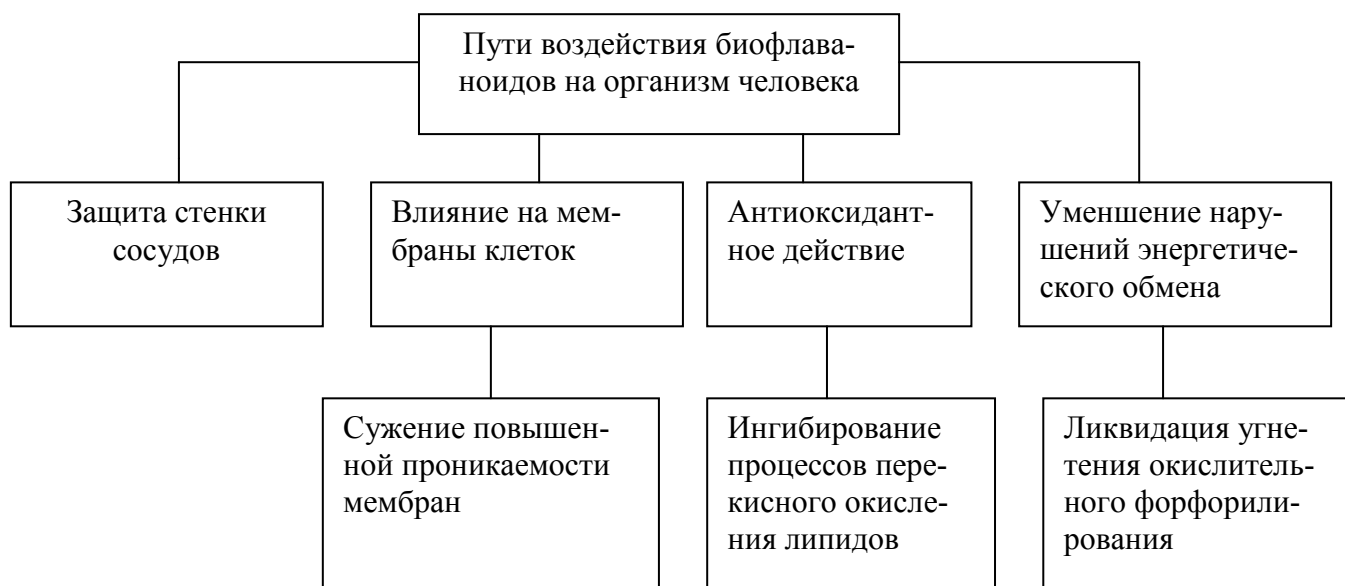 Пути воздействия биофлава-
ноидов на организм человека
Защита стенки
сосудов
Влияние на мем-
браны клеток
Антиоксидант-
ное действие
Уменшение нару-
шений энергетиче-
ского обмена
Сужение повышен-
ной проникаемости
мембран
Ингибирование
процессов пере-
кисного окисле-
ния липидов
Ликвидация угне-
тения окислитель-
ного форфорили-
рования